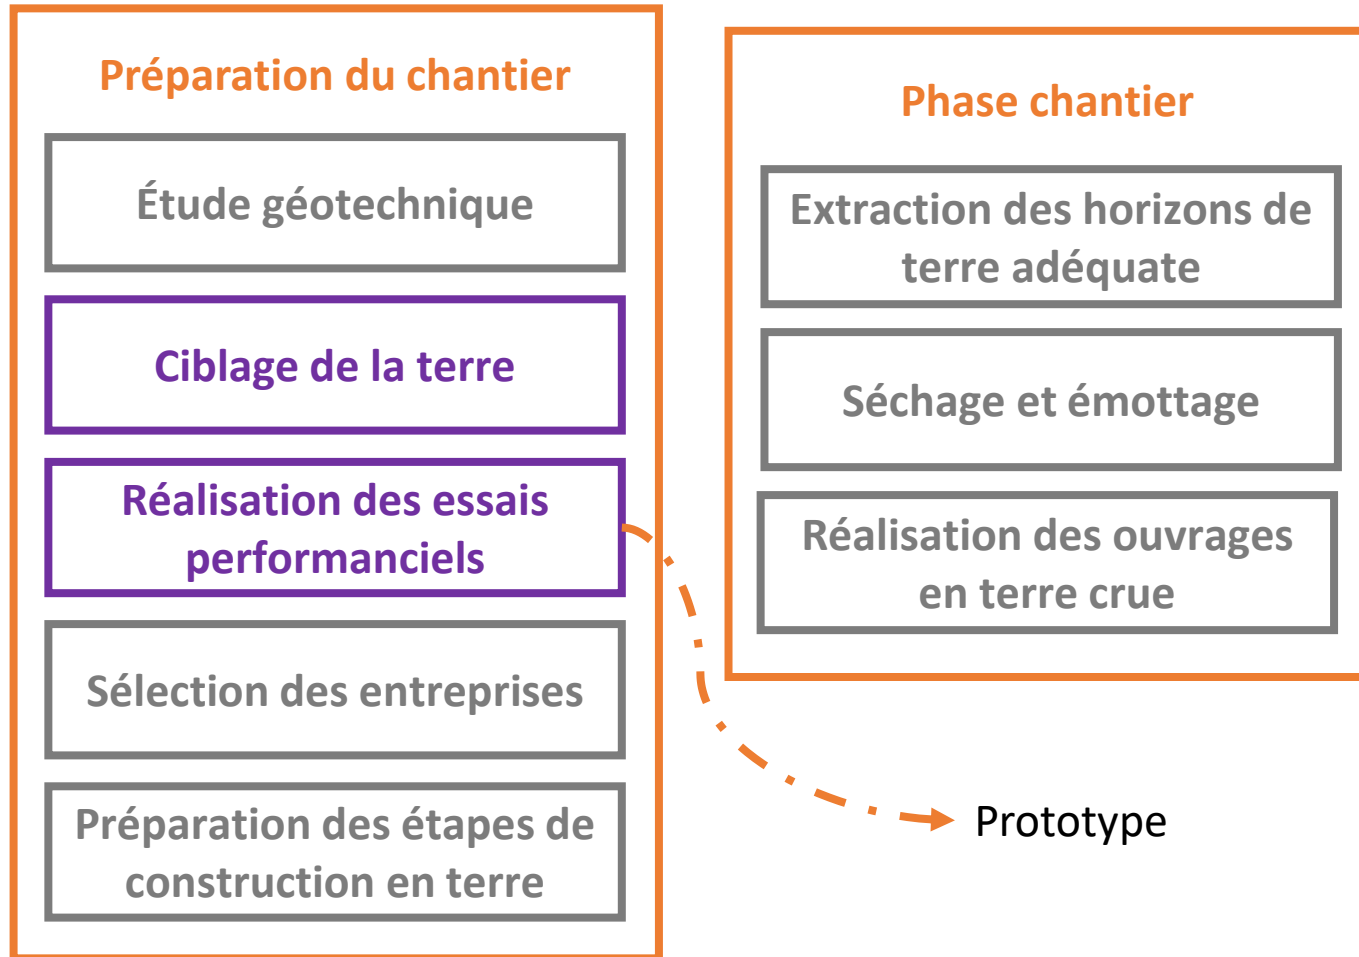 Préparation du chantier
Étude géotechnique
Ciblage de la terre
Réalisation des essais
performanciels
Sélection des entreprises
Préparation des étapes de
construction en terre
Phase chantier
Extraction des horizons de
terre adéquate
Séchage et émottage
Réalisation des ouvrages
en terre crue
Prototype